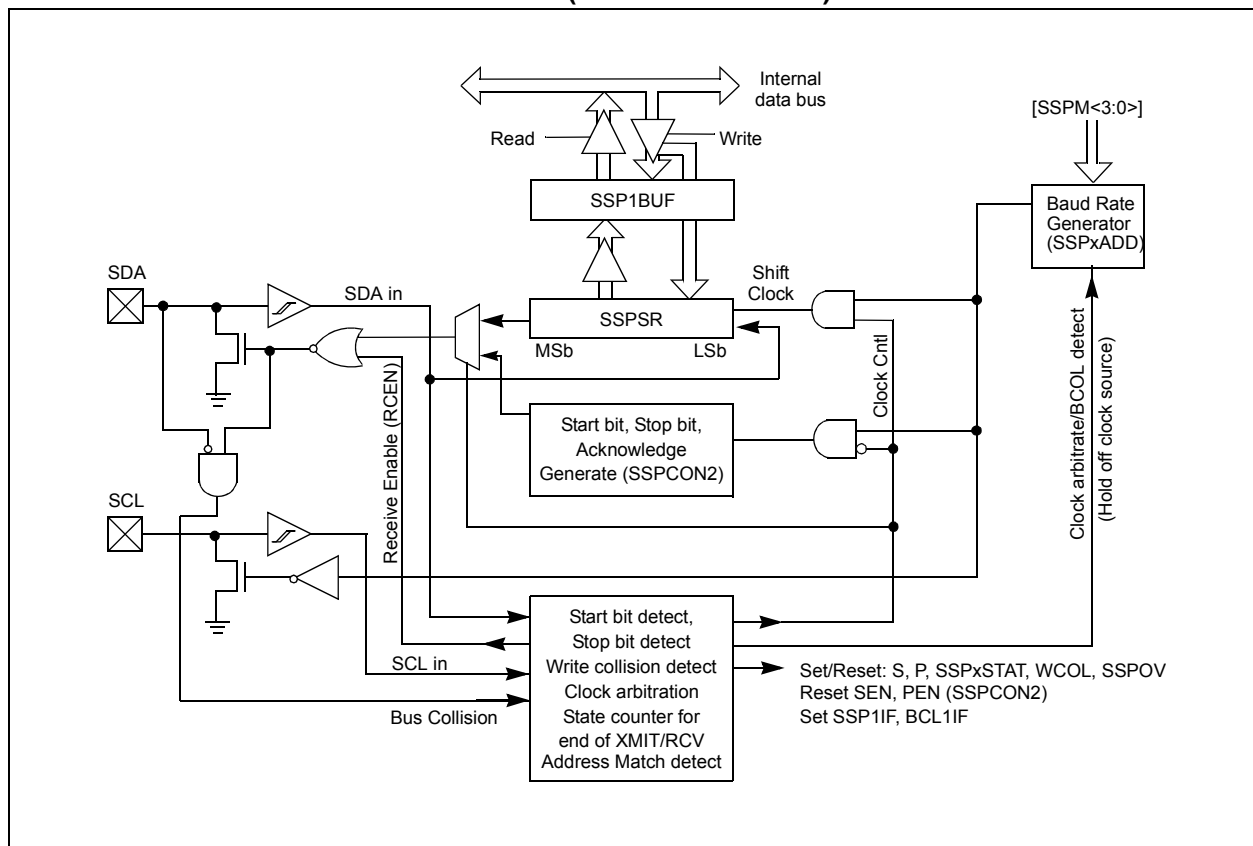 Internal
data bus
[SSPM<3:0>]
Read
Write
SSP1BUF
Baud Rate
Generator
(SSPxADD)
SDA
Shift
Clock
SDA in
SSPSR
MSb
LSb
Receive Enable (RCEN)
Clock Cntl
Clock arbitrate/BCOL detect
(Hold off clock source)
Start bit, Stop bit,
Acknowledge
Generate (SSPCON2)
SCL
Start bit detect,
Stop bit detect
Write collision detect
Clock arbitration
State counter for
end of XMIT/RCV
Address Match detect
SCL in
Bus Collision
Set/Reset: S, P, SSPxSTAT, WCOL, SSPOV
Reset SEN, PEN (SSPCON2)
Set SSP1IF, BCL1IF